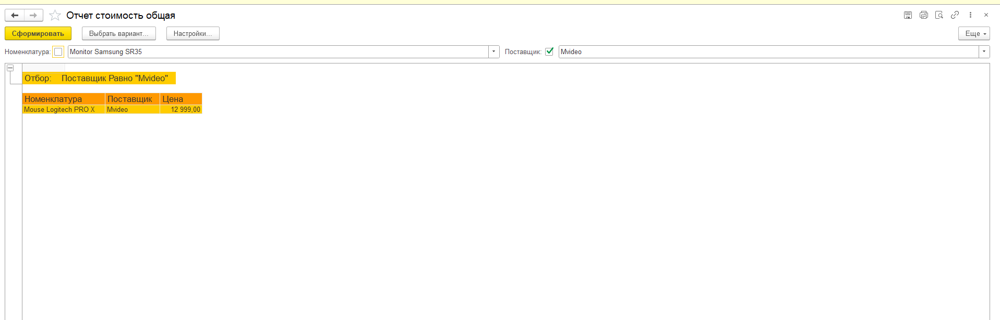 Отчет стоимость общая
Сформировать Выбрать вариант... Настройки... Еще
Номенклатура: Monitor Samsung SR35 Поставщик: Mvideo
Отбор: Поставщик Равно "Mvideo"
Номенклатура Поставщик Цена
Mouse Logitech PRO X Mvideo 12 999,00